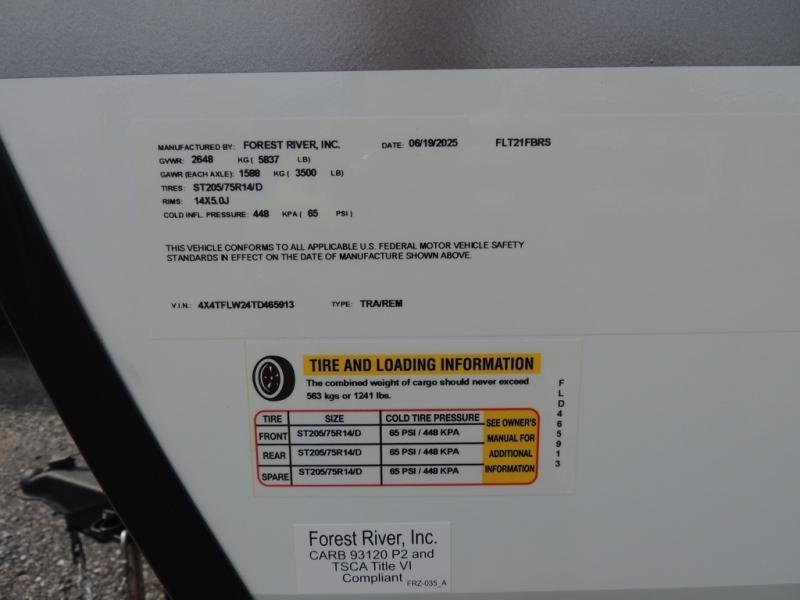 MANUFACTURED BY: FOREST RIVER, INC. DATE: 06/19/2025 FLT21FBRS
GVWR: 2648 KG ( 5837 LB)
GAWR (EACH AXLE): 1588 KG ( 3500 LB)
TIRES: ST205/75R14/D
RIMS: 14X5.0J
COLD INFL. PRESSURE: 448 KPA ( 65 PSI )
THIS VEHICLE CONFORMS TO ALL APPLICABLE U.S. FEDERAL MOTOR VEHICLE SAFETY
STANDARDS IN EFFECT ON THE DATE OF MANUFACTURE SHOWN ABOVE.
V.I.N.: 4X4TFLW24TD465913 TYPE: TRA/REM
TIRE AND LOADING INFORMATION
The combined weight of cargo should never exceed
563 kgs or 1241 lbs.
TIRE SIZE COLD TIRE PRESSURE
FRONT ST205/75R14/D 65 PSI / 448 KPA
REAR ST205/75R14/D 65 PSI / 448 KPA
SPARE ST205/75R14/D 65 PSI / 448 KPA
SEE OWNER'S
MANUAL FOR
ADDITIONAL
INFORMATION
FLD465913
Forest River, Inc.
CARB 93120 P2 and
TSCA Title VI
Compliant
FRZ-035_A